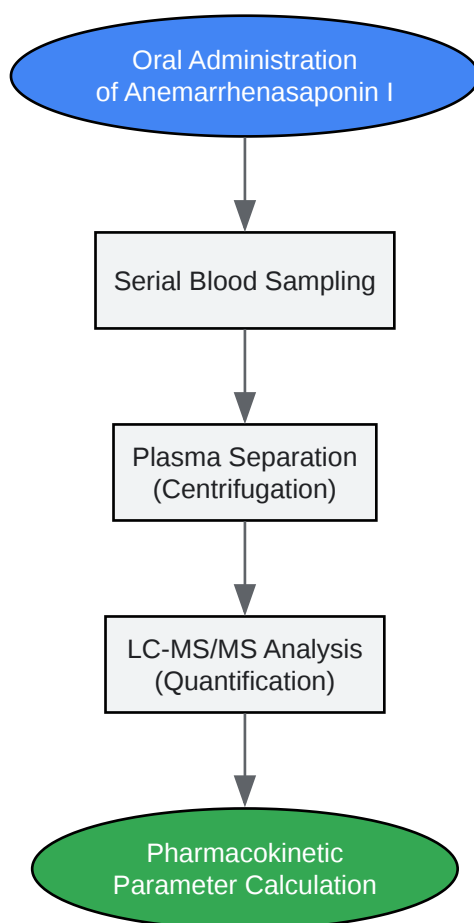 Oral Administration
of Anemarrhenasaponin I
Serial Blood Sampling
Plasma Separation
(Centrifugation)
LC-MS/MS Analysis
(Quantification)
Pharmacokinetic
Parameter Calculation